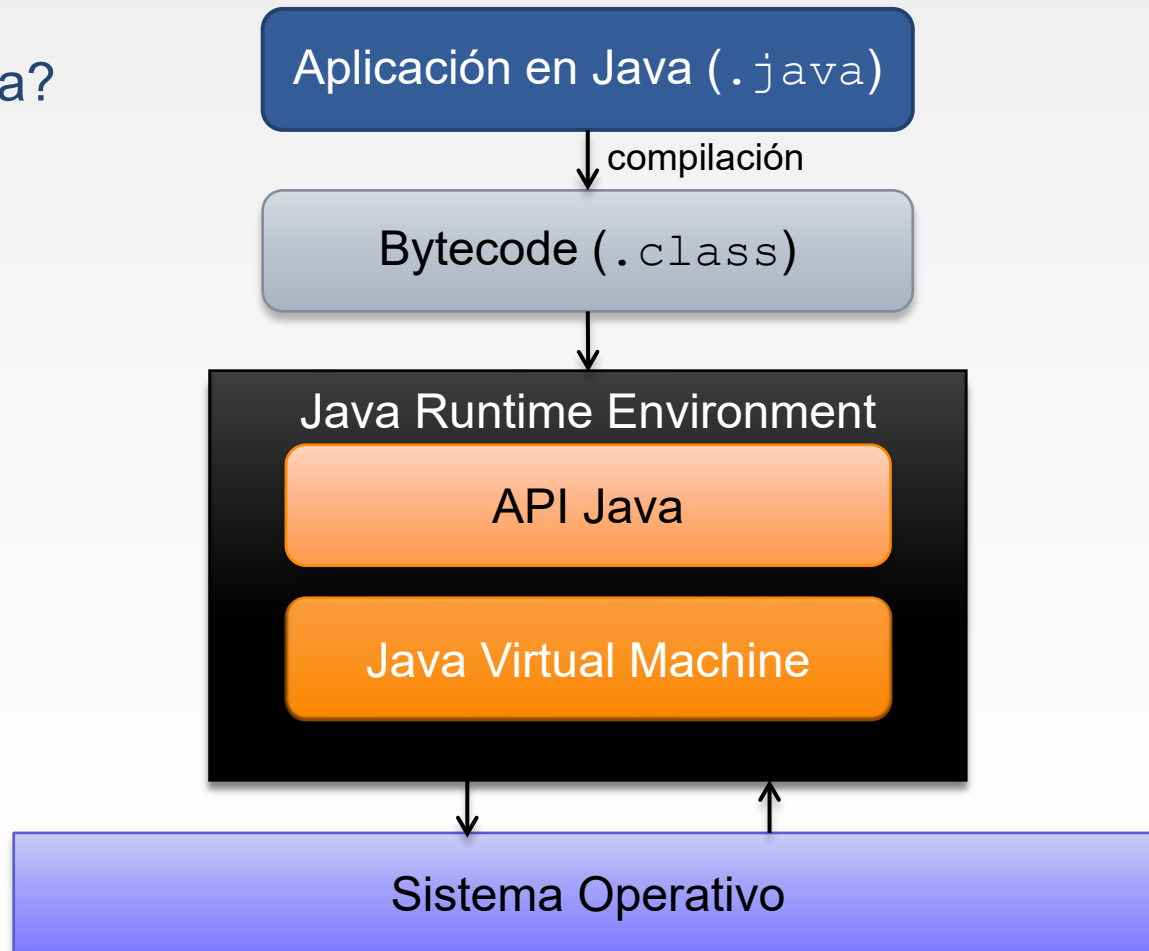 Aplicación en Java (.java)
a?
compilación
Bytecode (.class)
Java Runtime Environment
API Java
Java Virtual Machine
Sistema Operativo